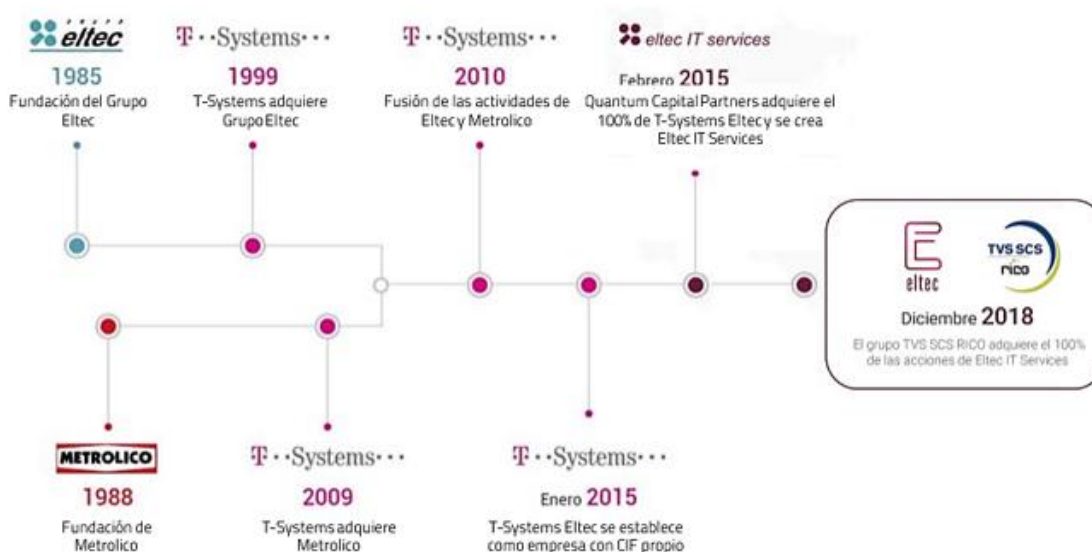 GRUPO
eltec
1985
Fundación del Grupo
Eltec
T··Systems···
1999
T-Systems adquiere
Grupo Eltec
T··Systems···
2010
Fusión de las actividades de
Eltec y Metrolico
eltec IT services
Febrero 2015
Quantum Capital Partners adquiere el
100% de T-Systems Eltec y se crea
Eltec IT Services
E
eltec
TVS SCS
rico
Diciembre 2018
El grupo TVS SCS RICO adquiere el 100%
de las acciones de Eltec IT Services
METROLICO
1988
Fundación de
Metrolico
T··Systems···
2009
T-Systems adquiere
Metrolico
T··Systems···
Enero 2015
T-Systems Eltec se establece
como empresa con CIF propio